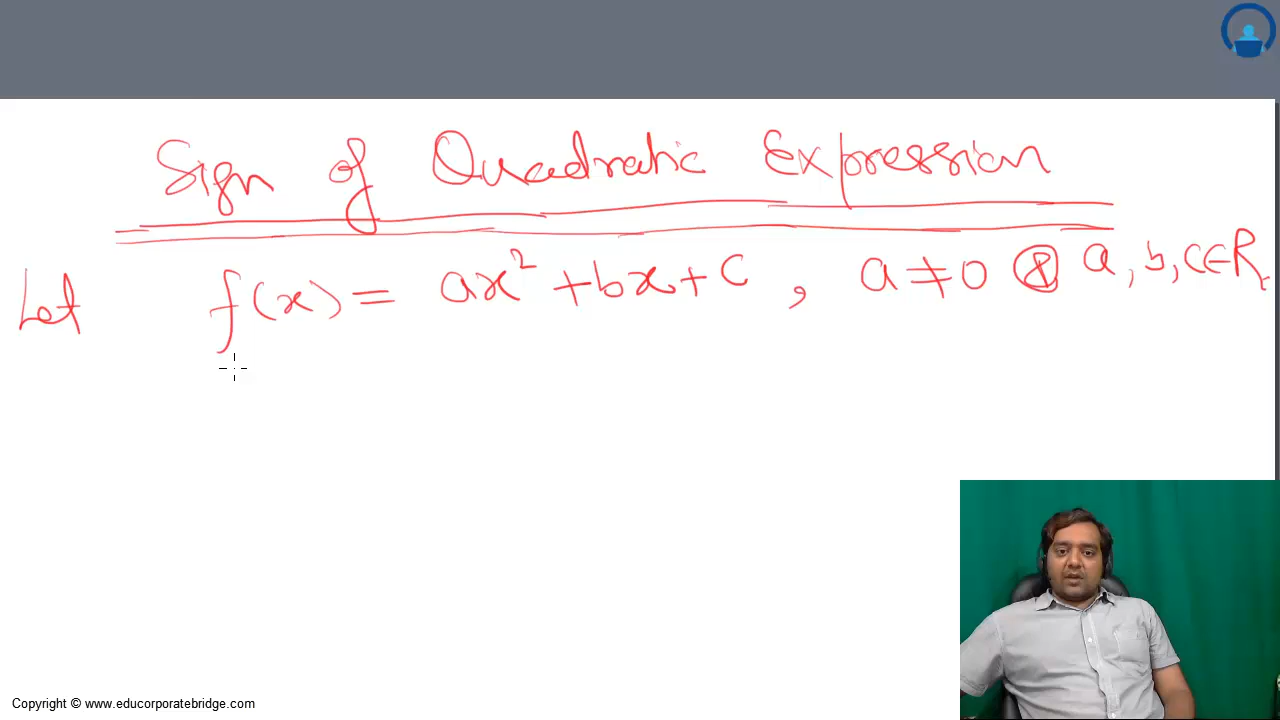 Sign of Quadratic Expression
Let f(x) = ax² + bx + c , a ≠ 0 & a, b, c ∈ R.
Copyright © www.educorporatebridge.com